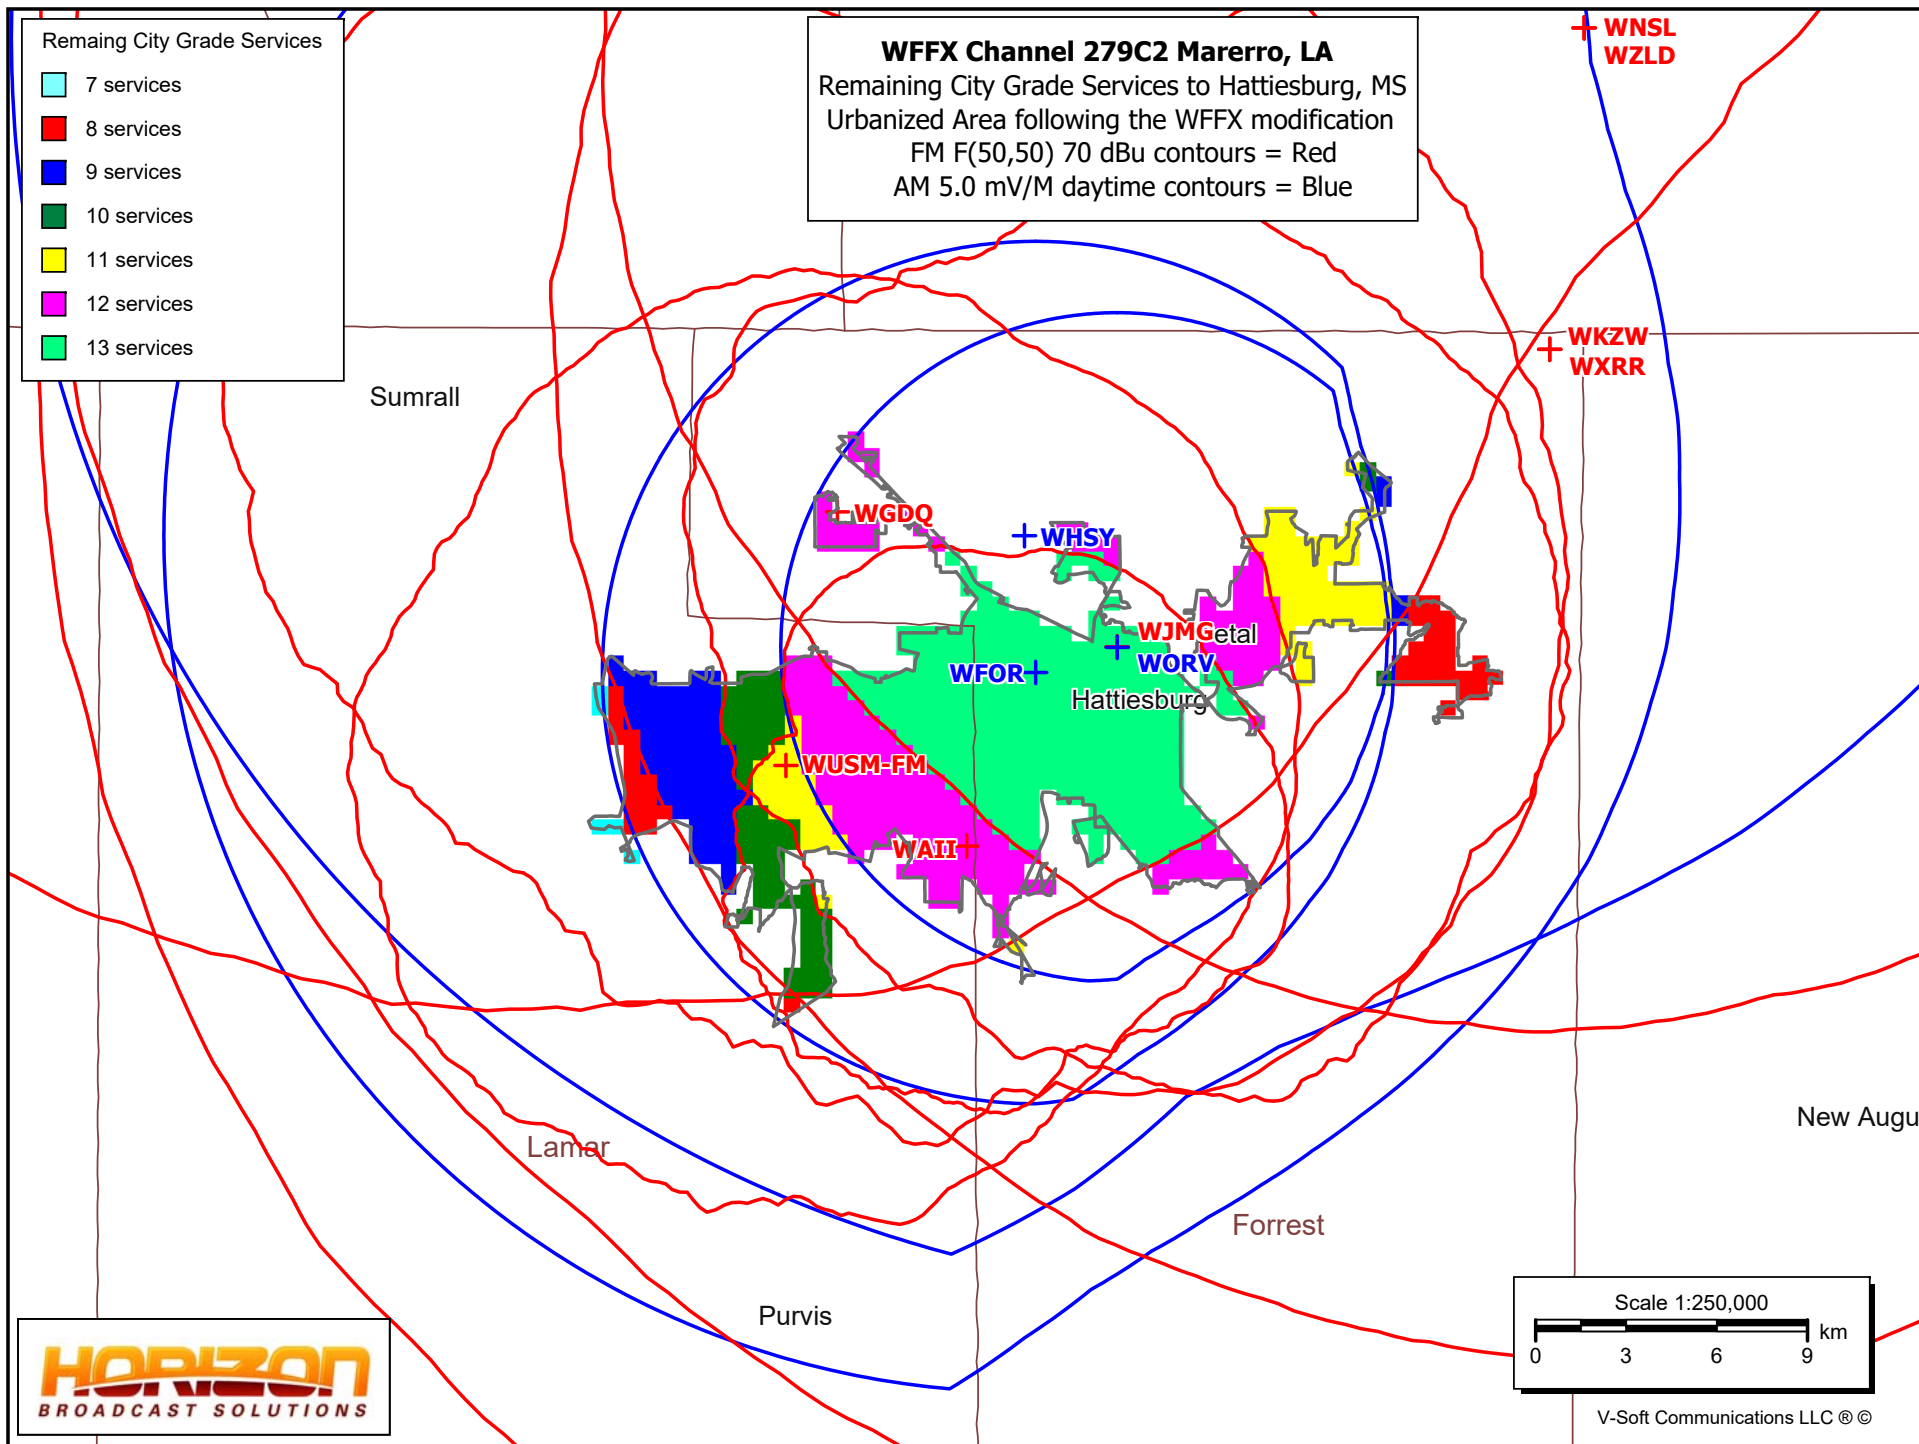 Remaing City Grade Services
7 services
8 services
9 services
10 services
11 services
12 services
13 services
WFFX Channel 279C2 Marerro, LA
Remaining City Grade Services to Hattiesburg, MS
Urbanized Area following the WFFX modification
FM F(50,50) 70 dBu contours = Red
AM 5.0 mV/M daytime contours = Blue
WNSL
WZLD
WKZW
WXRR
Sumrall
WGDQ
WHSY
WJMG
etal
WORV
WFOR
Hattiesburg
WUSM-FM
WAII
New Augu
Lamar
Forrest
Purvis
Scale 1:250,000
km
0 3 6 9
HORIZON
BROADCAST SOLUTIONS
V-Soft Communications LLC ® ©